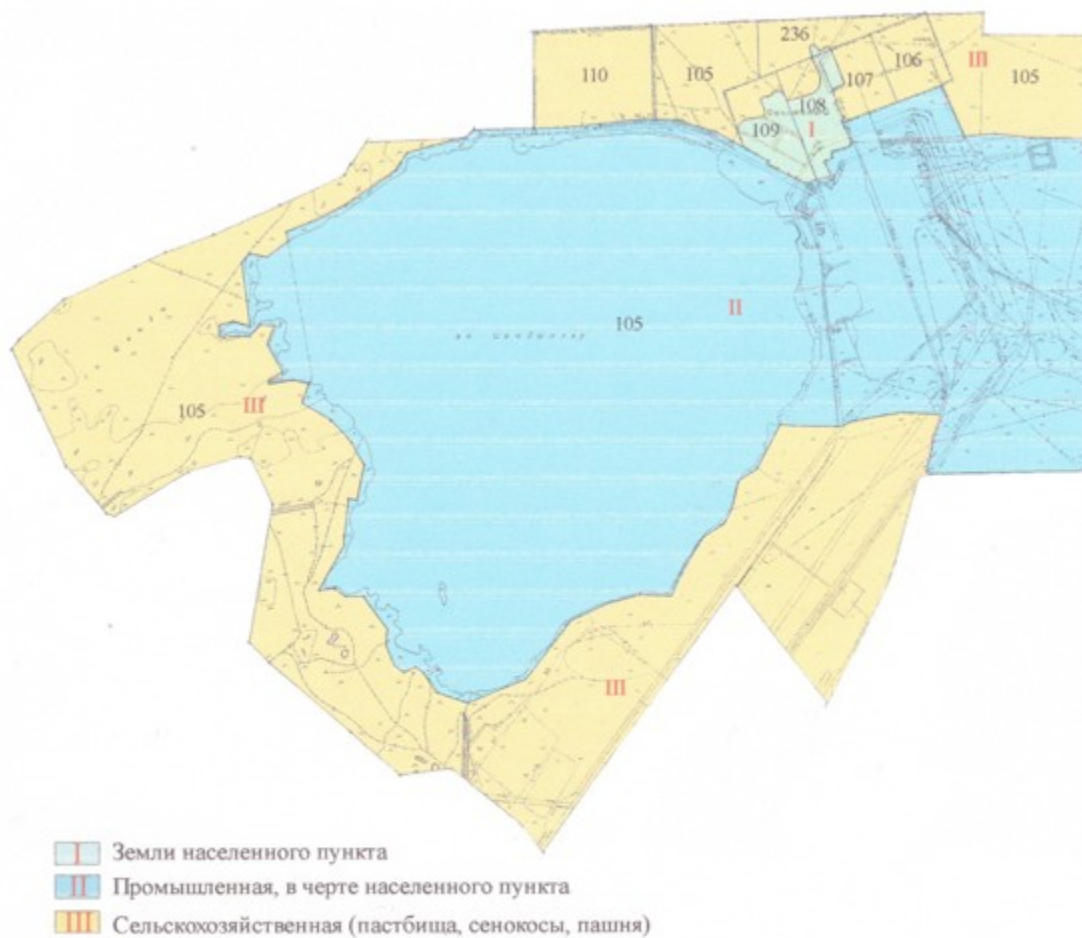 236
110
105
107
106
III
105
108
109
I
105
II
105
III
III
I Земли населенного пункта
II Промышленная, в черте населенного пункта
III Сельскохозяйственная (пастбища, сенокосы, пашня)